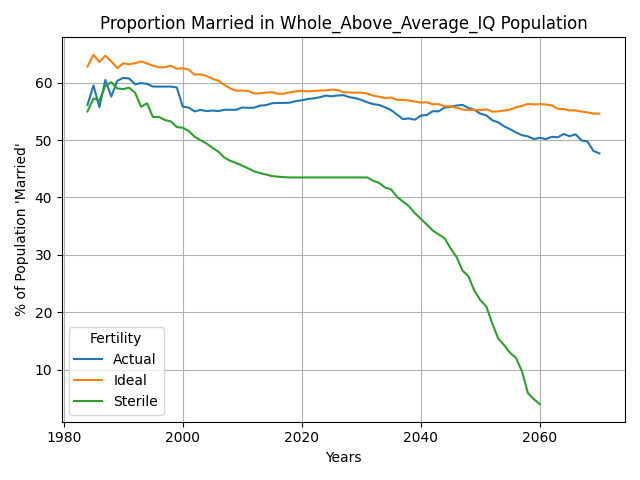 Proportion Married in Whole_Above_Average_IQ Population
% of Population 'Married'
60
50
40
30
20
10
Fertility
Actual
Ideal
Sterile
1980
2000
2020
2040
2060
Years